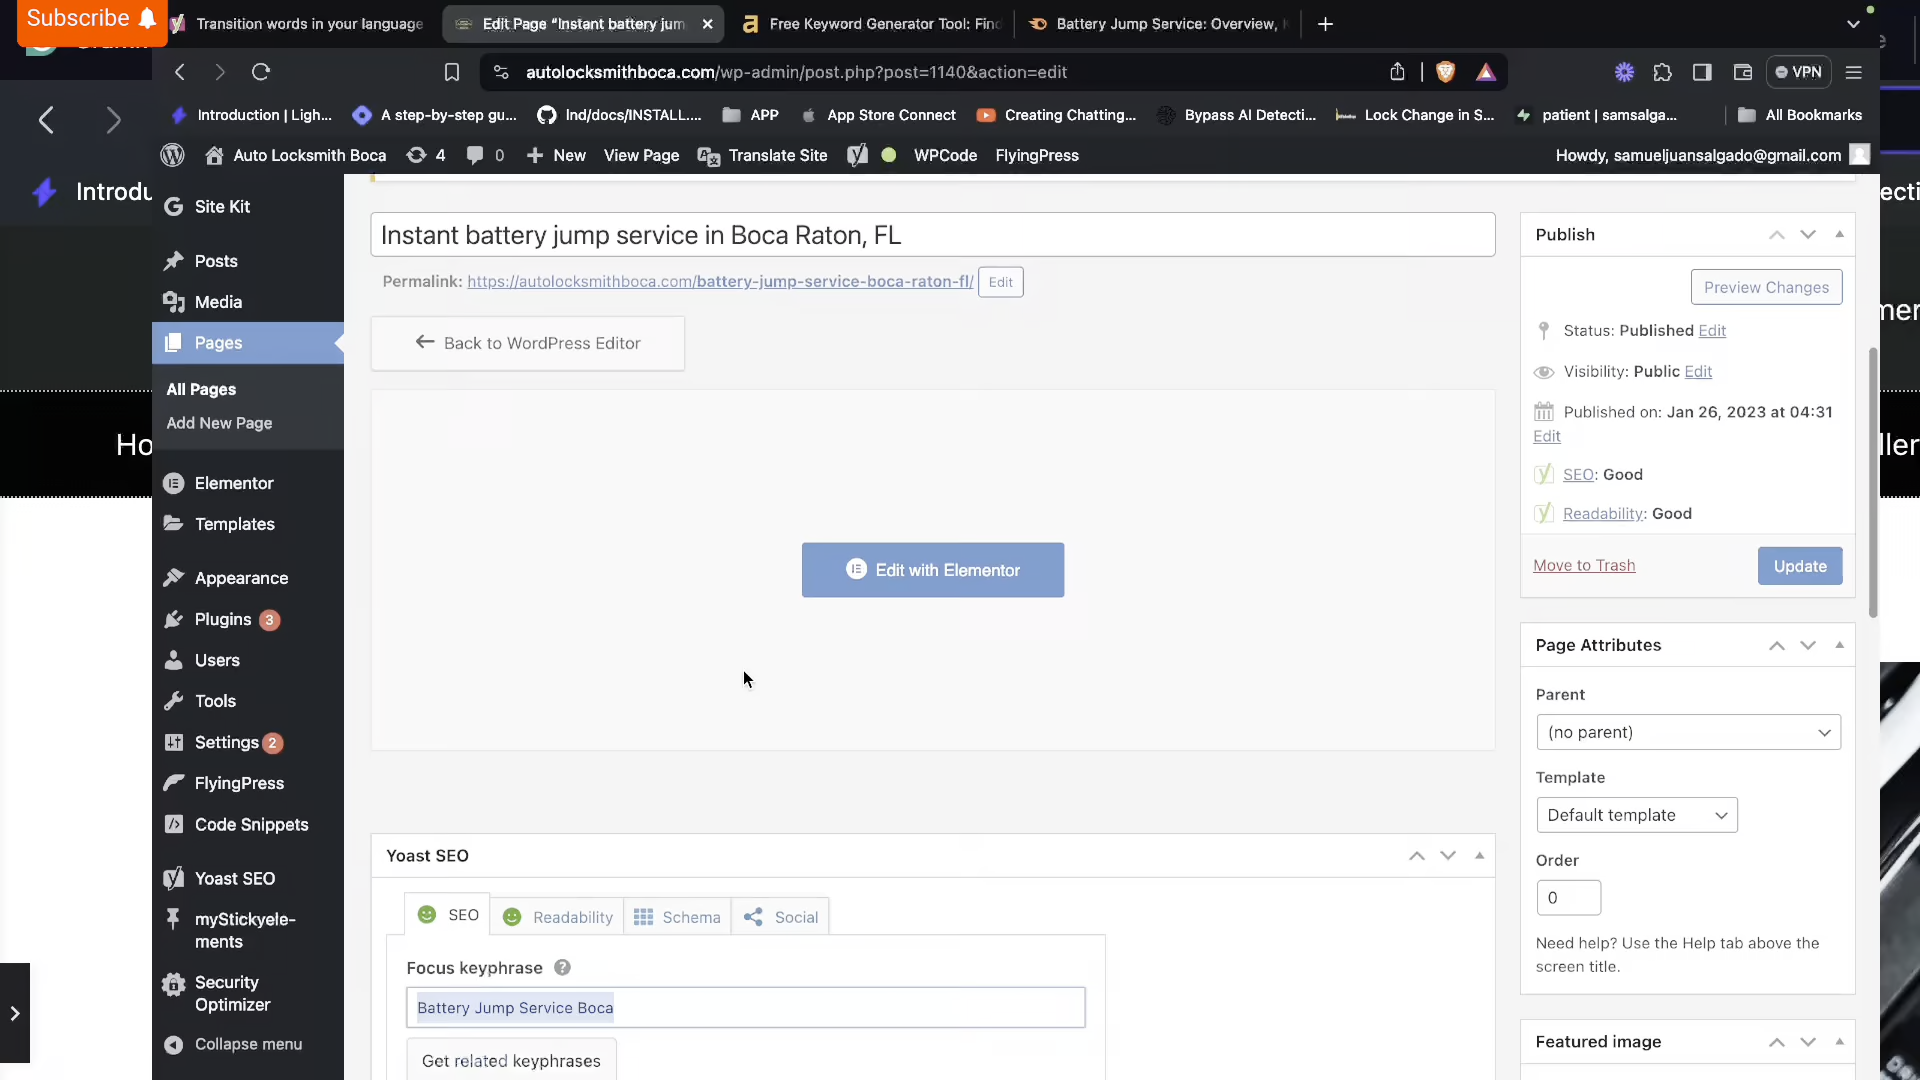 Subscribe
Transition words in your language
Edit Page “Instant battery jum
Free Keyword Generator Tool: Find
Battery Jump Service: Overview,
autolocksmithboca.com/wp-admin/post.php?post=1140&action=edit
VPN
Introduction | Ligh...
A step-by-step gu...
lnd/docs/INSTALL....
APP
App Store Connect
Creating Chatting...
Bypass AI Detecti...
Lock Change in S...
patient | samsalga...
All Bookmarks
Auto Locksmith Boca
4
0
New
View Page
Translate Site
WPCode
FlyingPress
Howdy, samueljuansalgado@gmail.com
Introdu
ecti
Site Kit
Posts
Media
Pages
All Pages
Add New Page
Ho
Elementor
Templates
Appearance
Plugins 3
Users
Tools
Settings 2
FlyingPress
Code Snippets
Yoast SEO
myStickyele-
ments
Security
Optimizer
Collapse menu
Instant battery jump service in Boca Raton, FL
Permalink: https://autolocksmithboca.com/battery-jump-service-boca-raton-fl/ Edit
Back to WordPress Editor
Edit with Elementor
Yoast SEO
SEO
Readability
Schema
Social
Focus keyphrase ?
Battery Jump Service Boca
Get related keyphrases
Publish
Preview Changes
Status: Published Edit
Visibility: Public Edit
Published on: Jan 26, 2023 at 04:31
Edit
SEO: Good
Readability: Good
Move to Trash
Update
Page Attributes
Parent
(no parent)
Template
Default template
Order
0
Need help? Use the Help tab above the
screen title.
Featured image
mer
ller